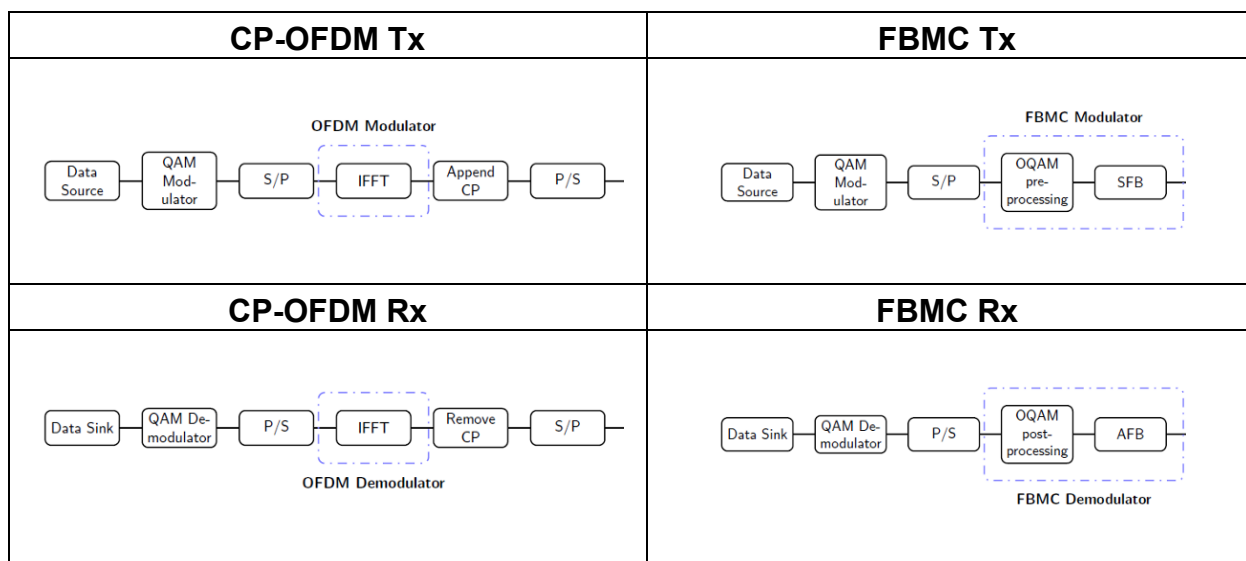 CP-OFDM Tx
FBMC Tx
OFDM Modulator
Data
Source
QAM
Mod-
ulator
S/P
IFFT
Append
CP
P/S
FBMC Modulator
Data
Source
QAM
Mod-
ulator
S/P
OQAM
pre-
processing
SFB
CP-OFDM Rx
FBMC Rx
Data Sink
QAM De-
modulator
P/S
IFFT
Remove
CP
S/P
OFDM Demodulator
Data Sink
QAM De-
modulator
P/S
OQAM
post-
processing
AFB
FBMC Demodulator